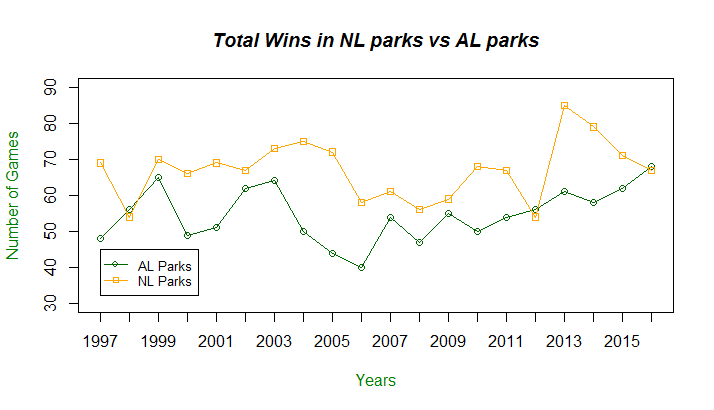 Total Wins in NL parks vs AL parks
Number of Games
90
80
70
60
50
40
30
AL Parks
NL Parks
1997 1999 2001 2003 2005 2007 2009 2011 2013 2015
Years